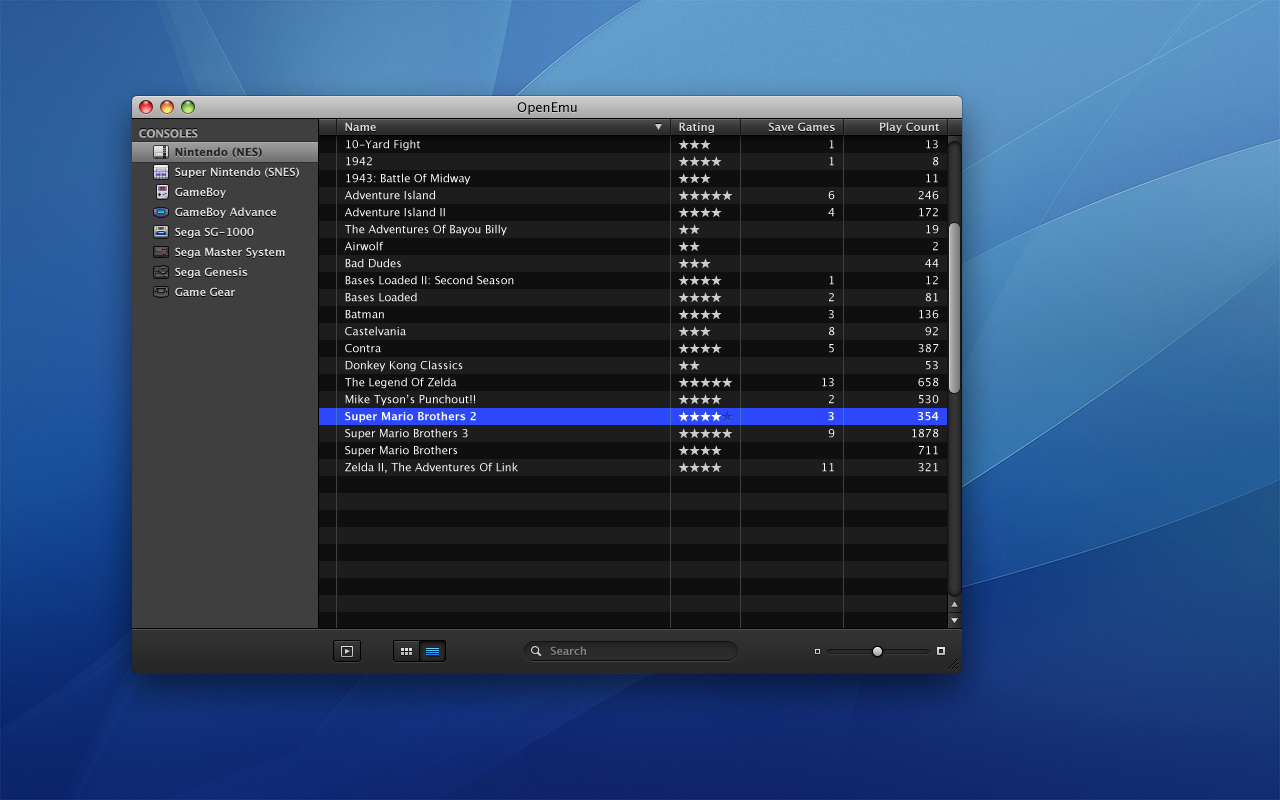 OpenEmu
CONSOLES
Nintendo (NES)
Super Nintendo (SNES)
GameBoy
GameBoy Advance
Sega SG-1000
Sega Master System
Sega Genesis
Game Gear
Name Rating Save Games Play Count
10-Yard Fight ★★★ 1 13
1942 ★★★★ 1 8
1943: Battle Of Midway ★★★ 11
Adventure Island ★★★★★ 6 246
Adventure Island II ★★★★ 4 172
The Adventures Of Bayou Billy ★★ 19
Airwolf ★★ 2
Bad Dudes ★★★ 44
Bases Loaded II: Second Season ★★★★ 1 12
Bases Loaded ★★★★ 2 81
Batman ★★★★ 3 136
Castelvania ★★★ 8 92
Contra ★★★★ 5 387
Donkey Kong Classics ★★ 53
The Legend Of Zelda ★★★★★ 13 658
Mike Tyson's Punchout!! ★★★★ 2 530
Super Mario Brothers 2 ★★★★ 3 354
Super Mario Brothers 3 ★★★★★ 9 1878
Super Mario Brothers ★★★★ 711
Zelda II, The Adventures Of Link ★★★★ 11 321
Search